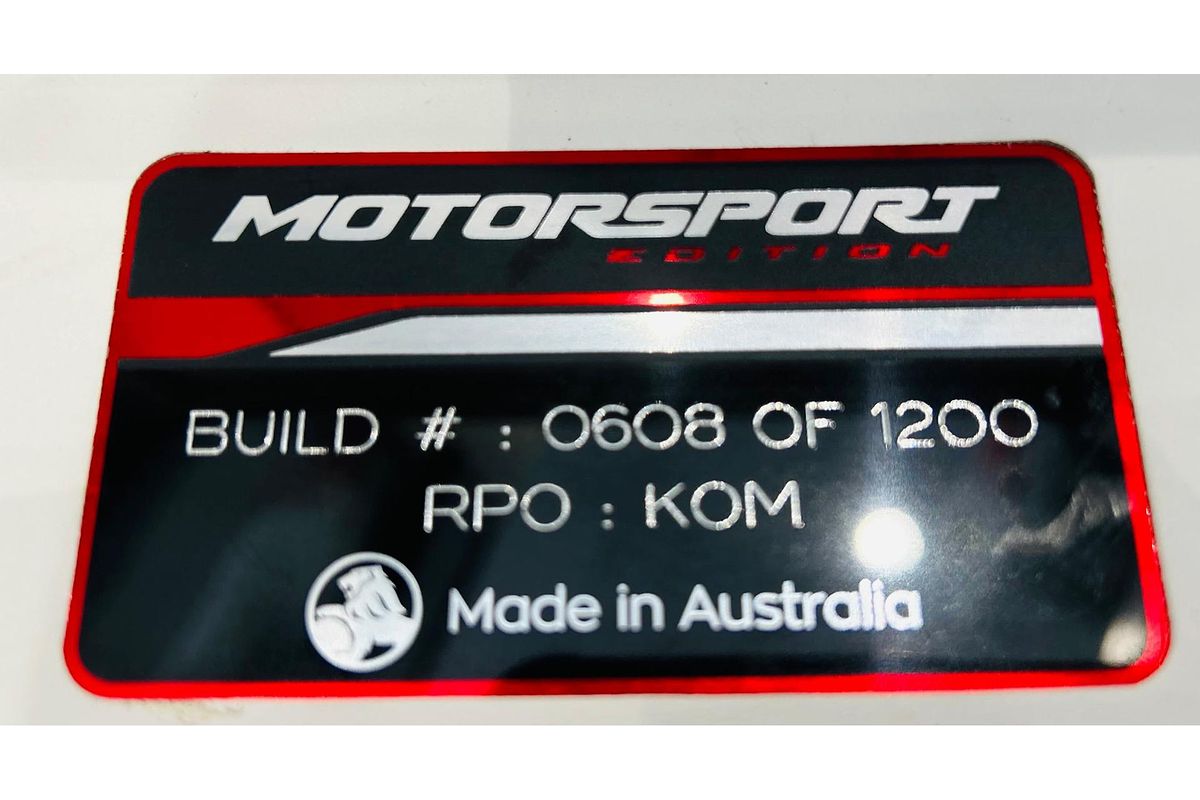 MOTORSPORT
EDITION
BUILD # : 0608 OF 1200
RPO : KOM
Made in Australia